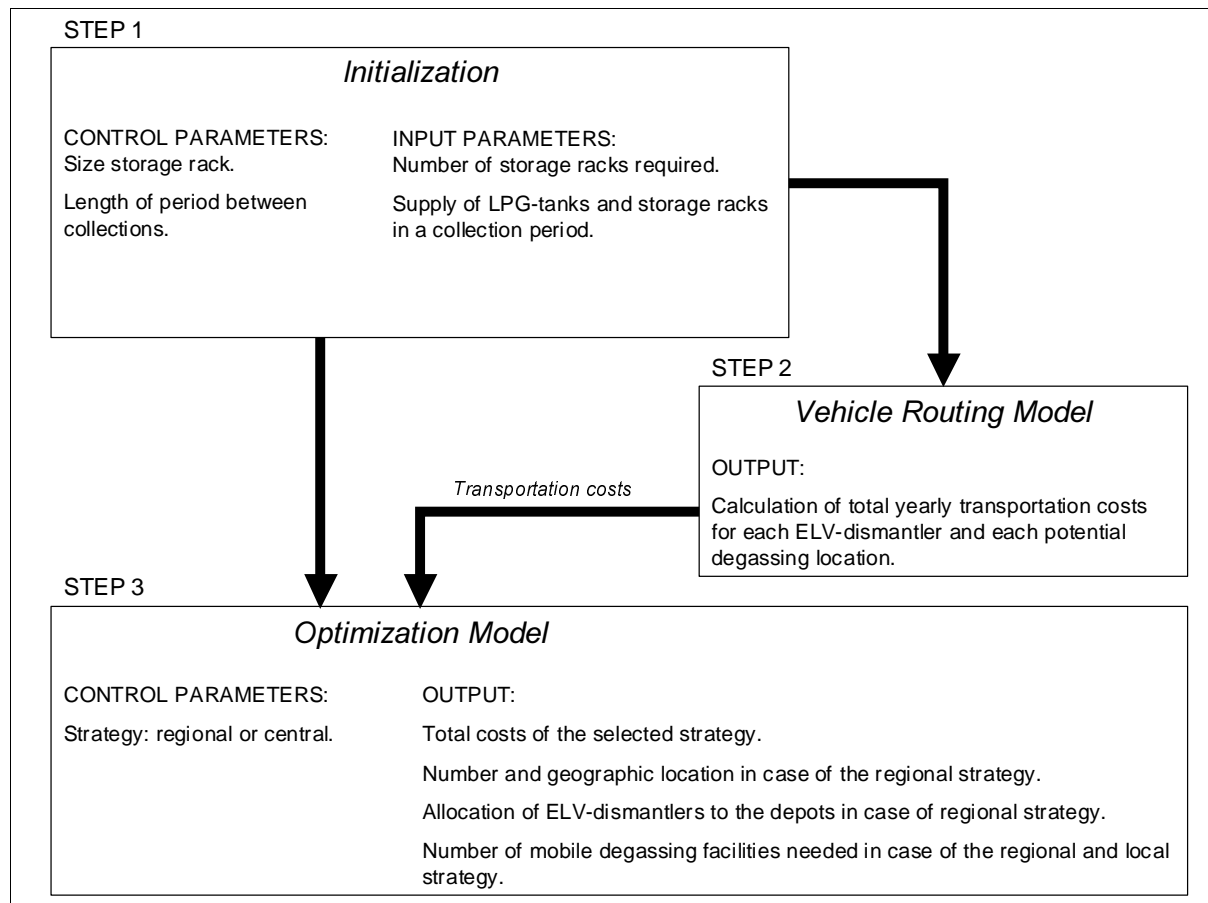 STEP 1
Initialization
CONTROL PARAMETERS:
Size storage rack.
Length of period between
collections.
INPUT PARAMETERS:
Number of storage racks required.
Supply of LPG-tanks and storage racks
in a collection period.
STEP 2
Vehicle Routing Model
OUTPUT:
Calculation of total yearly transportation costs
for each ELV-dismantler and each potential
degassing location.
Transportation costs
STEP 3
Optimization Model
CONTROL PARAMETERS:
Strategy: regional or central.
OUTPUT:
Total costs of the selected strategy.
Number and geographic location in case of the regional strategy.
Allocation of ELV-dismantlers to the depots in case of regional strategy.
Number of mobile degassing facilities needed in case of the regional and local
strategy.